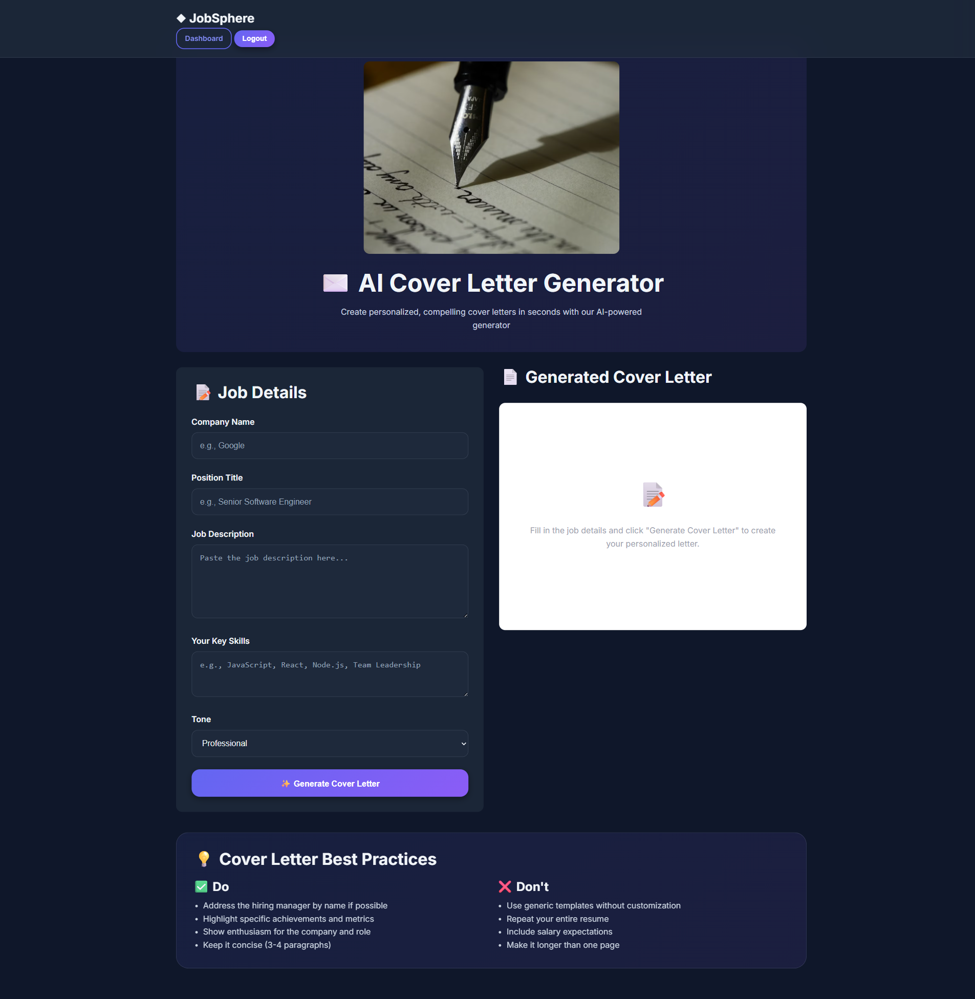 ◆ JobSphere
Dashboard Logout
AI Cover Letter Generator
Create personalized, compelling cover letters in seconds with our AI-powered
generator
Job Details
Company Name
e.g., Google
Position Title
e.g., Senior Software Engineer
Job Description
Paste the job description here...
Your Key Skills
e.g., JavaScript, React, Node.js, Team Leadership
Tone
Professional
✨ Generate Cover Letter
Generated Cover Letter
Fill in the job details and click "Generate Cover Letter" to create
your personalized letter.
Cover Letter Best Practices
Do
• Address the hiring manager by name if possible
• Highlight specific achievements and metrics
• Show enthusiasm for the company and role
• Keep it concise (3-4 paragraphs)
Don't
• Use generic templates without customization
• Repeat your entire resume
• Include salary expectations
• Make it longer than one page